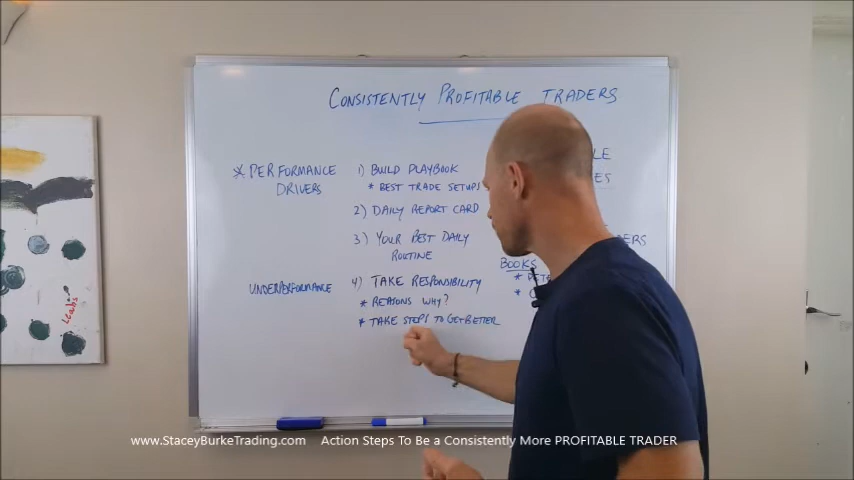 CONSISTENTLY PROFITABLE TRADERS
* PERFORMANCE
DRIVERS
1) BUILD PLAYBOOK
* BEST TRADE SETUPS
2) DAILY REPORT CARD
3) YOUR BEST DAILY
ROUTINE
UNDERPERFORMANCE
4) TAKE RESPONSIBILITY
* REASONS WHY?
* TAKE STEPS TO GET BETTER
BOOKS
www.StaceyBurkeTrading.com Action Steps To Be a Consistently More PROFITABLE TRADER